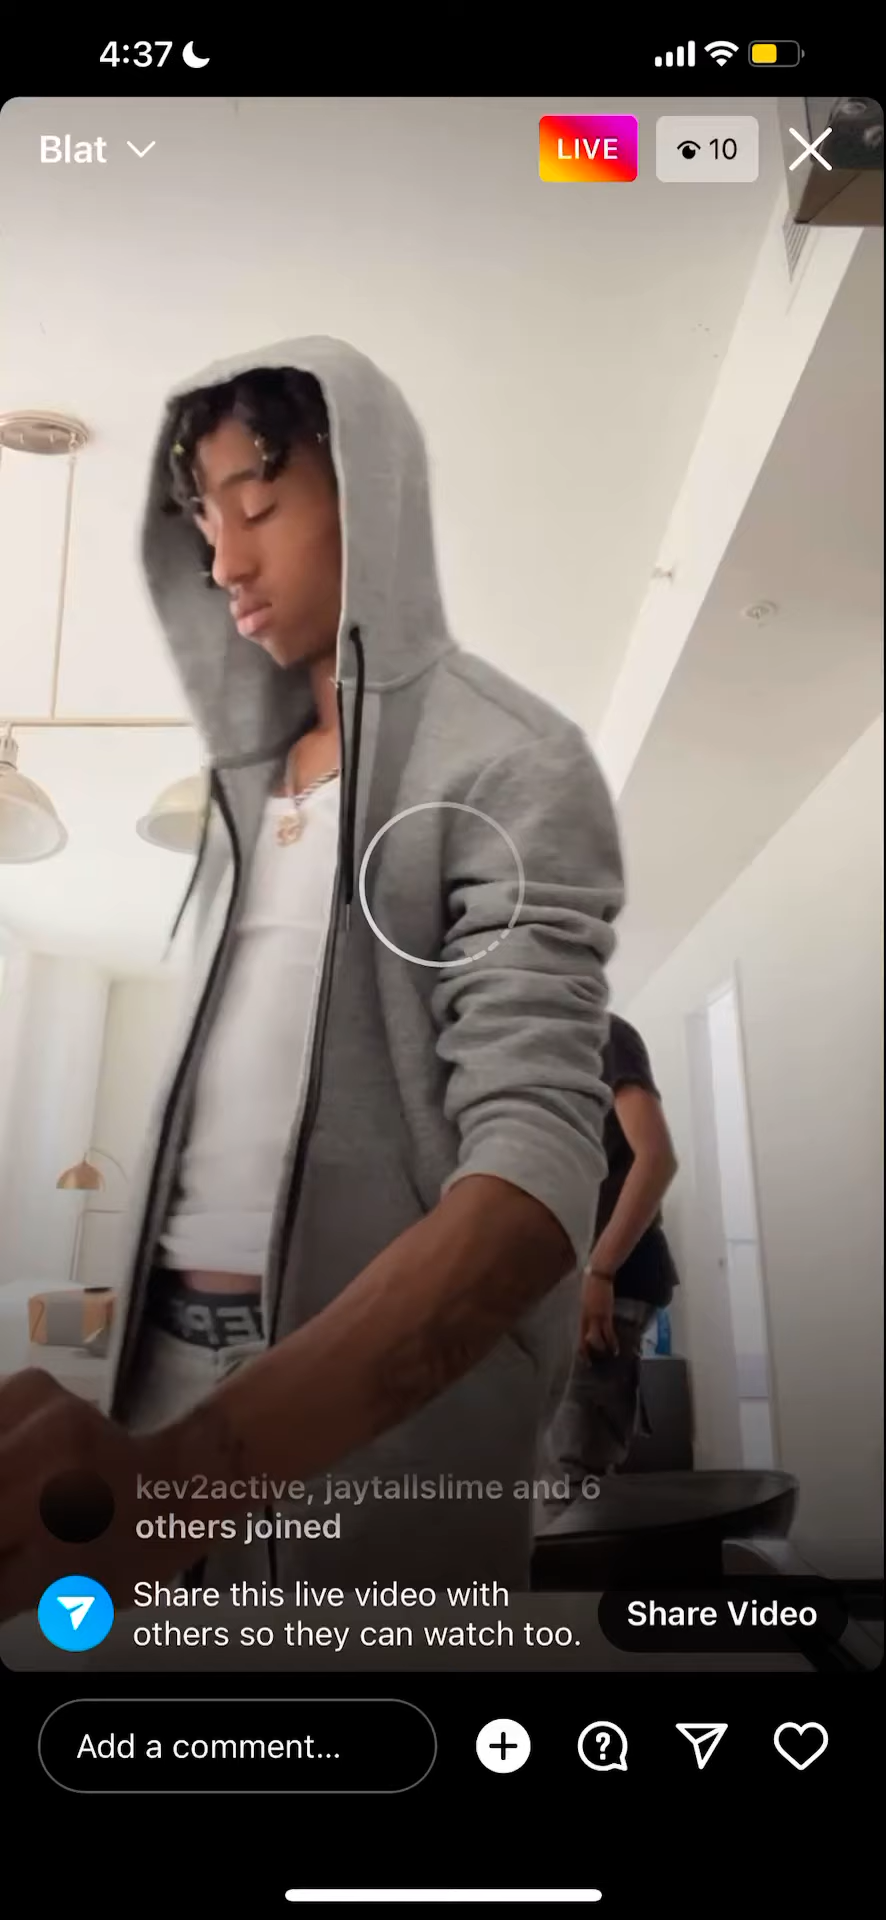 4:37
Blat
LIVE
10
kev2active, jaytallslime and 6
others joined
Share this live video with
others so they can watch too.
Share Video
Add a comment...